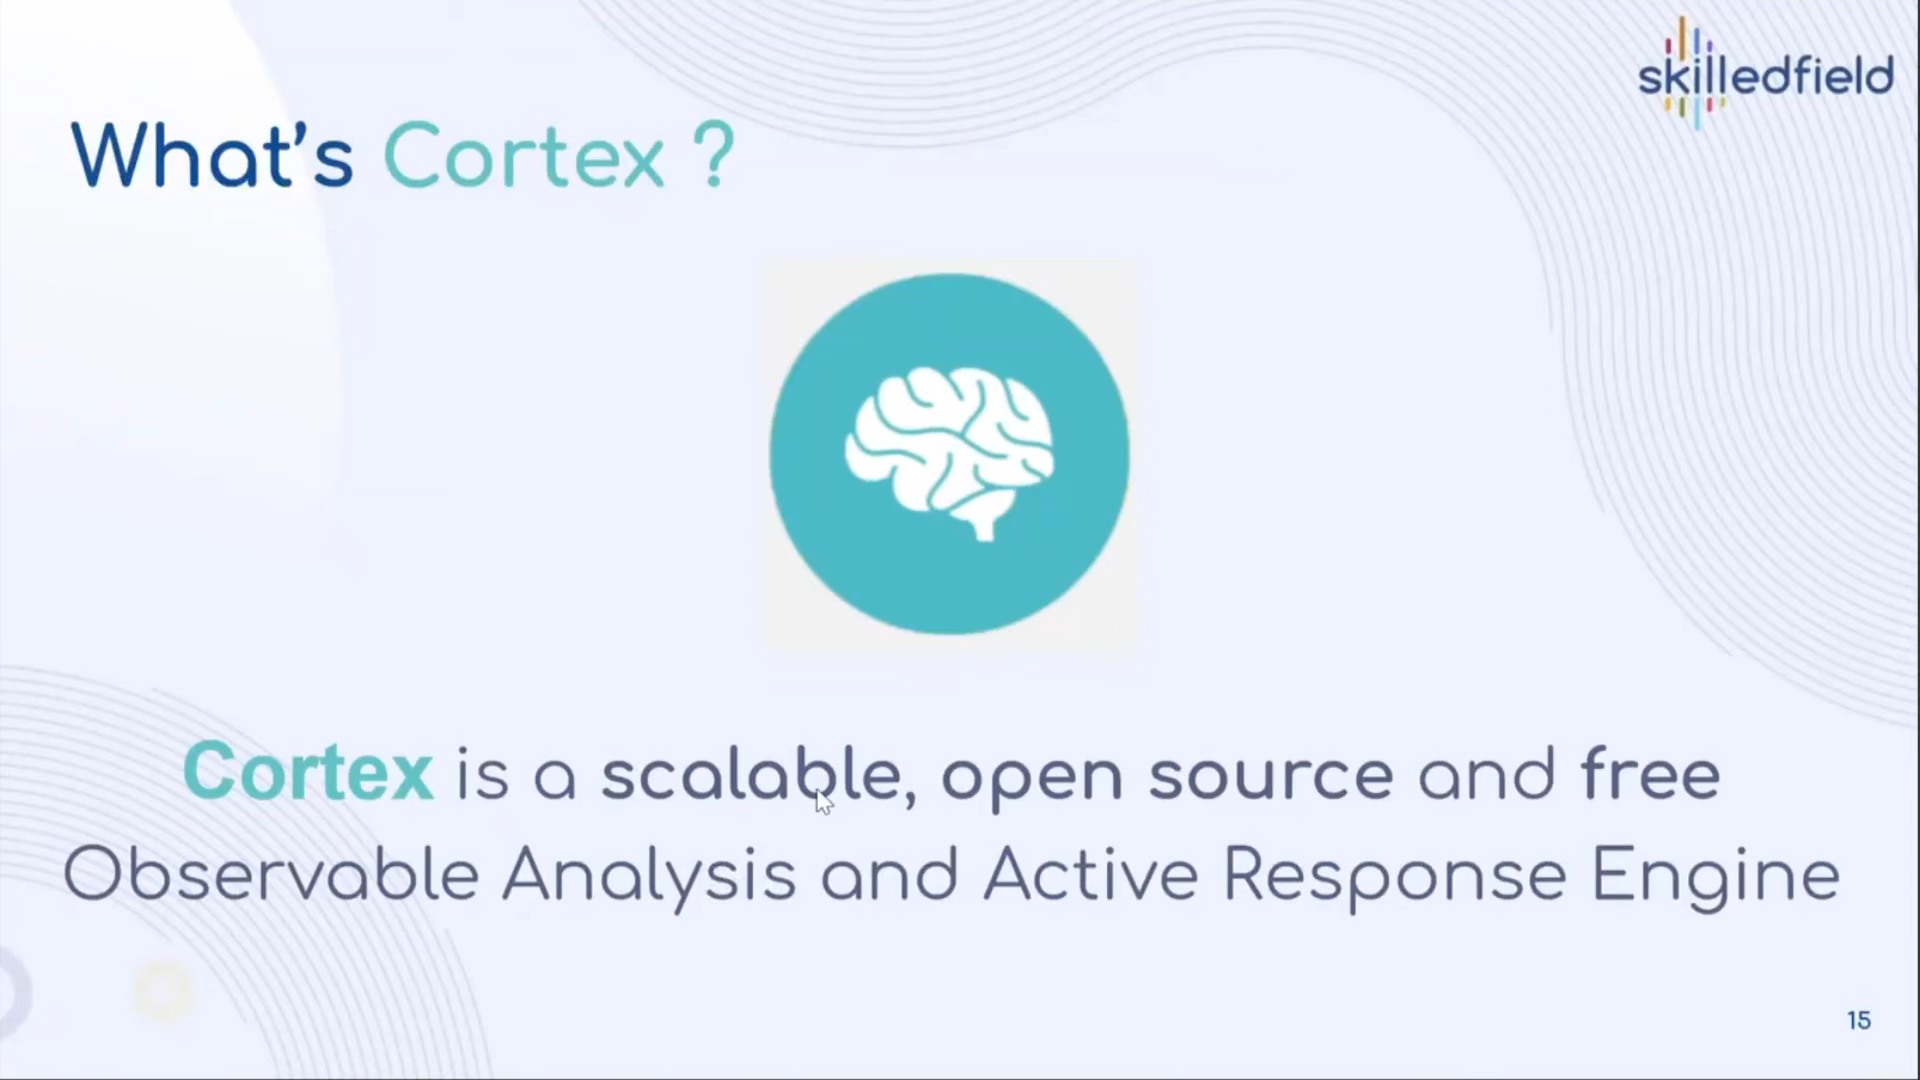 skilledfield
What's Cortex ?
Cortex is a scalable, open source and free
Observable Analysis and Active Response Engine
15